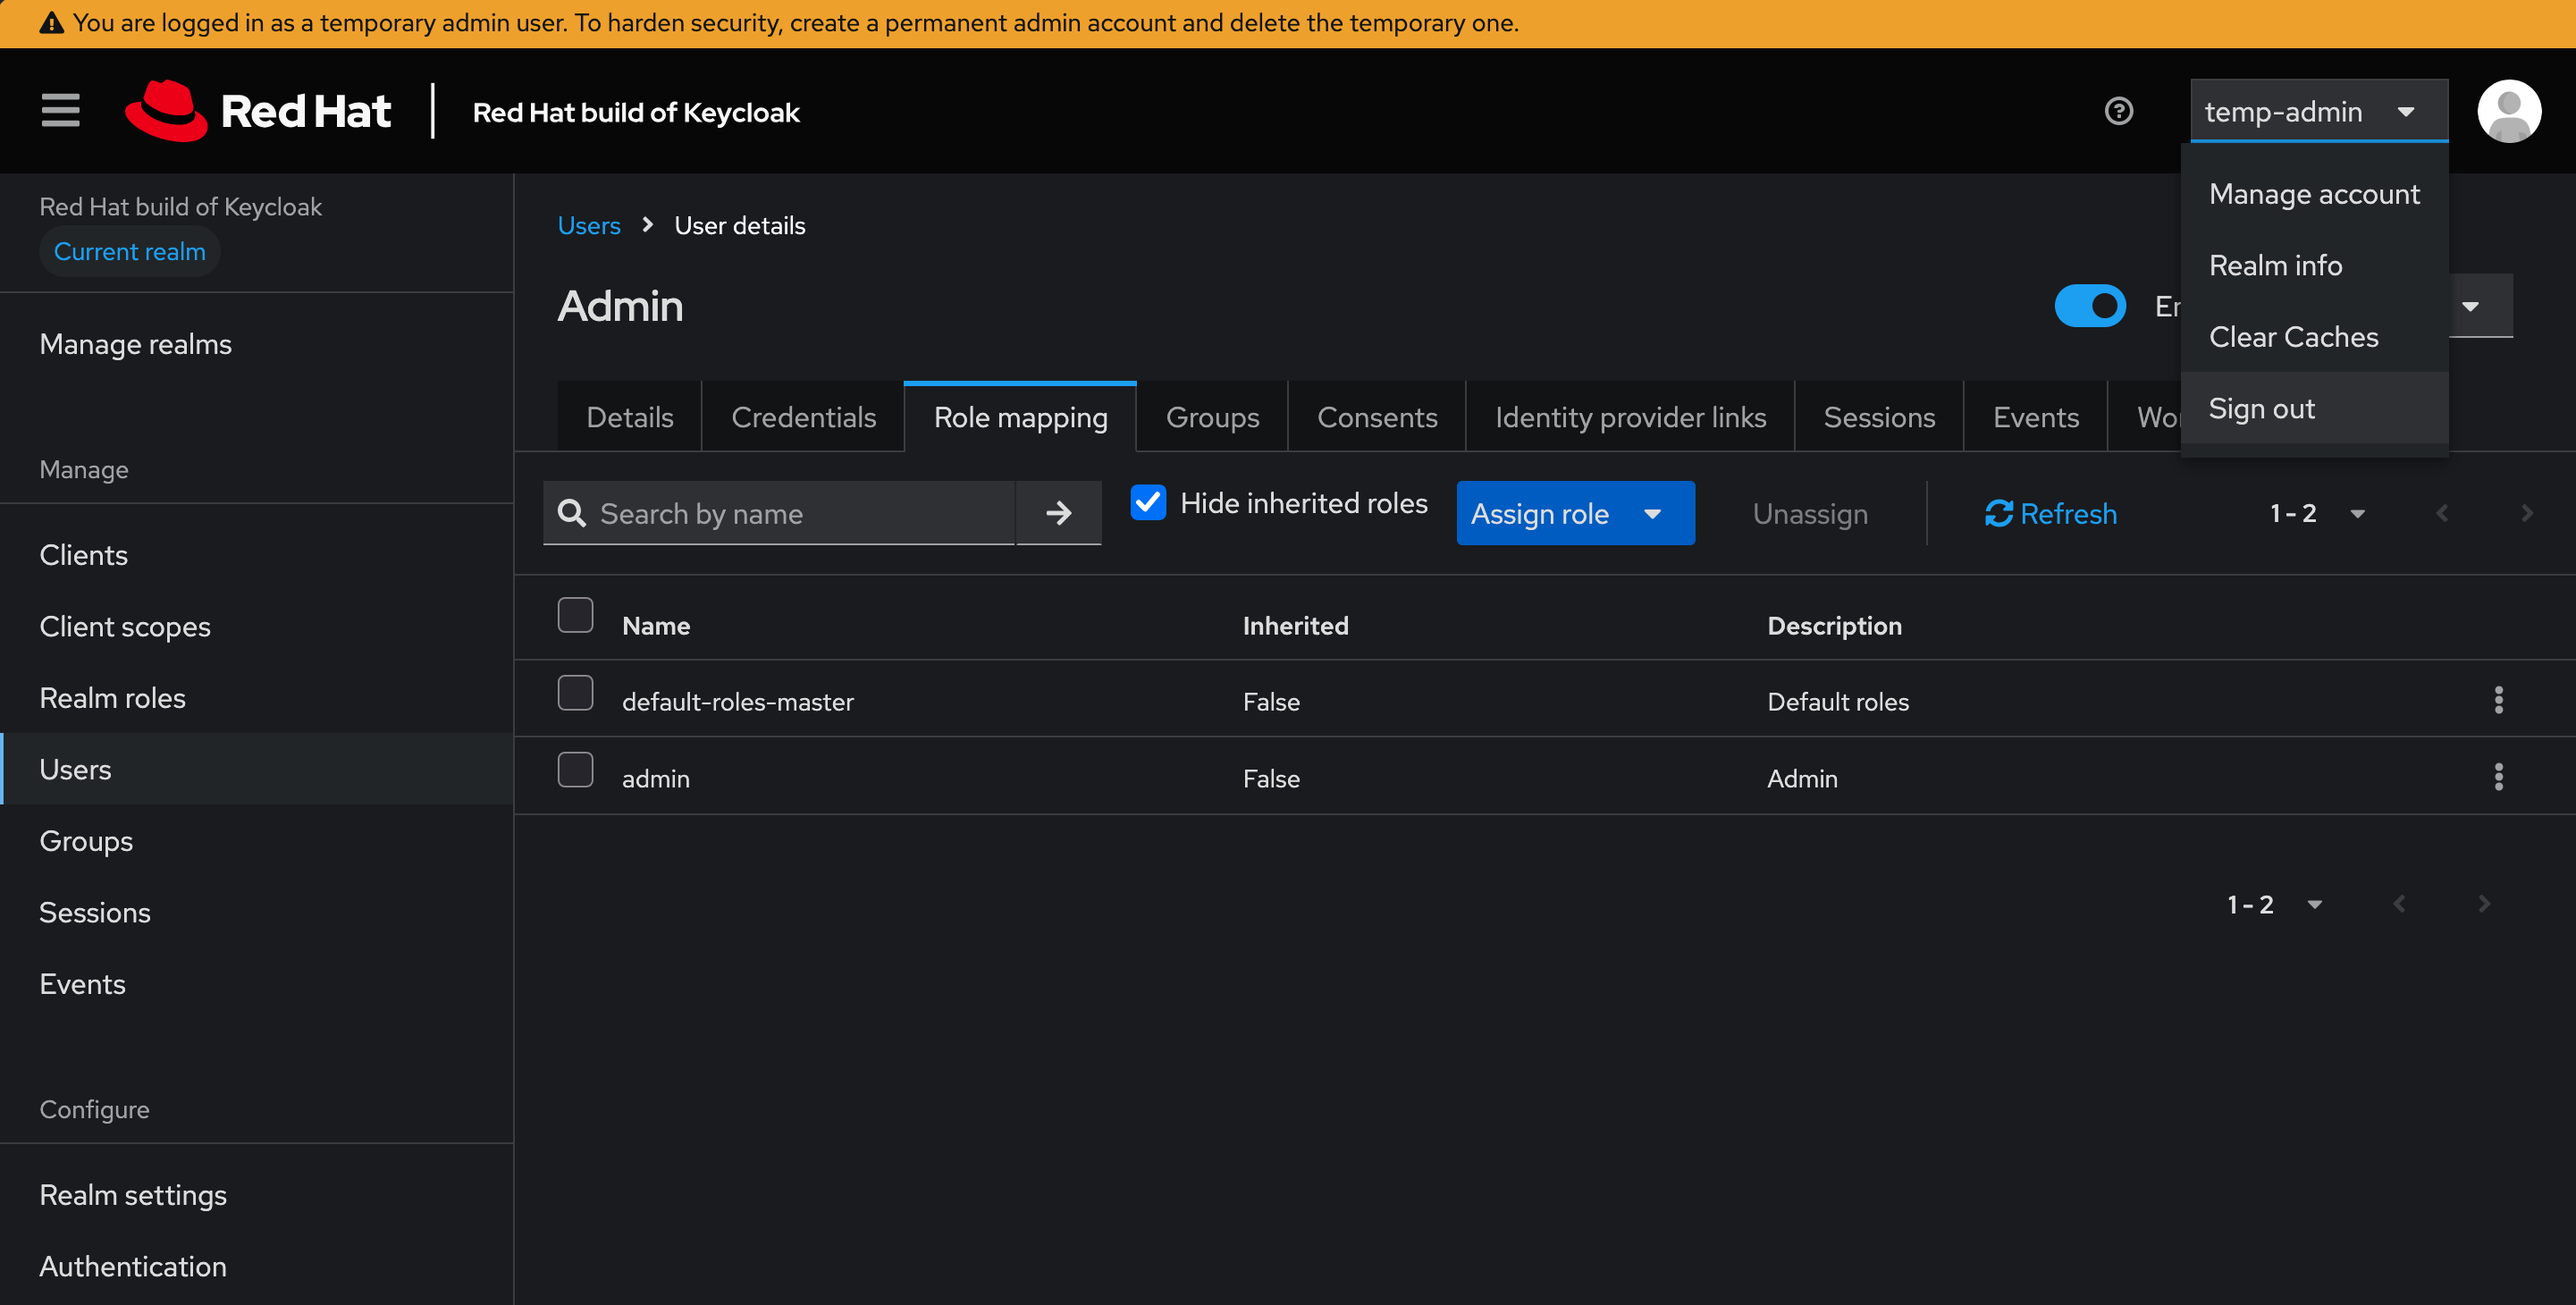 You are logged in as a temporary admin user. To harden security, create a permanent admin account and delete the temporary one.
Red Hat
Red Hat build of Keycloak
temp-admin
Manage account
Realm info
Clear Caches
Sign out
Red Hat build of Keycloak
Current realm
Manage realms
Manage
Clients
Client scopes
Realm roles
Users
Groups
Sessions
Events
Configure
Realm settings
Authentication
Users User details
Admin
Details Credentials Role mapping Groups Consents Identity provider links Sessions Events
Search by name Hide inherited roles Assign role Unassign Refresh 1 - 2
Name Inherited Description
default-roles-master False Default roles
admin False Admin
1 - 2